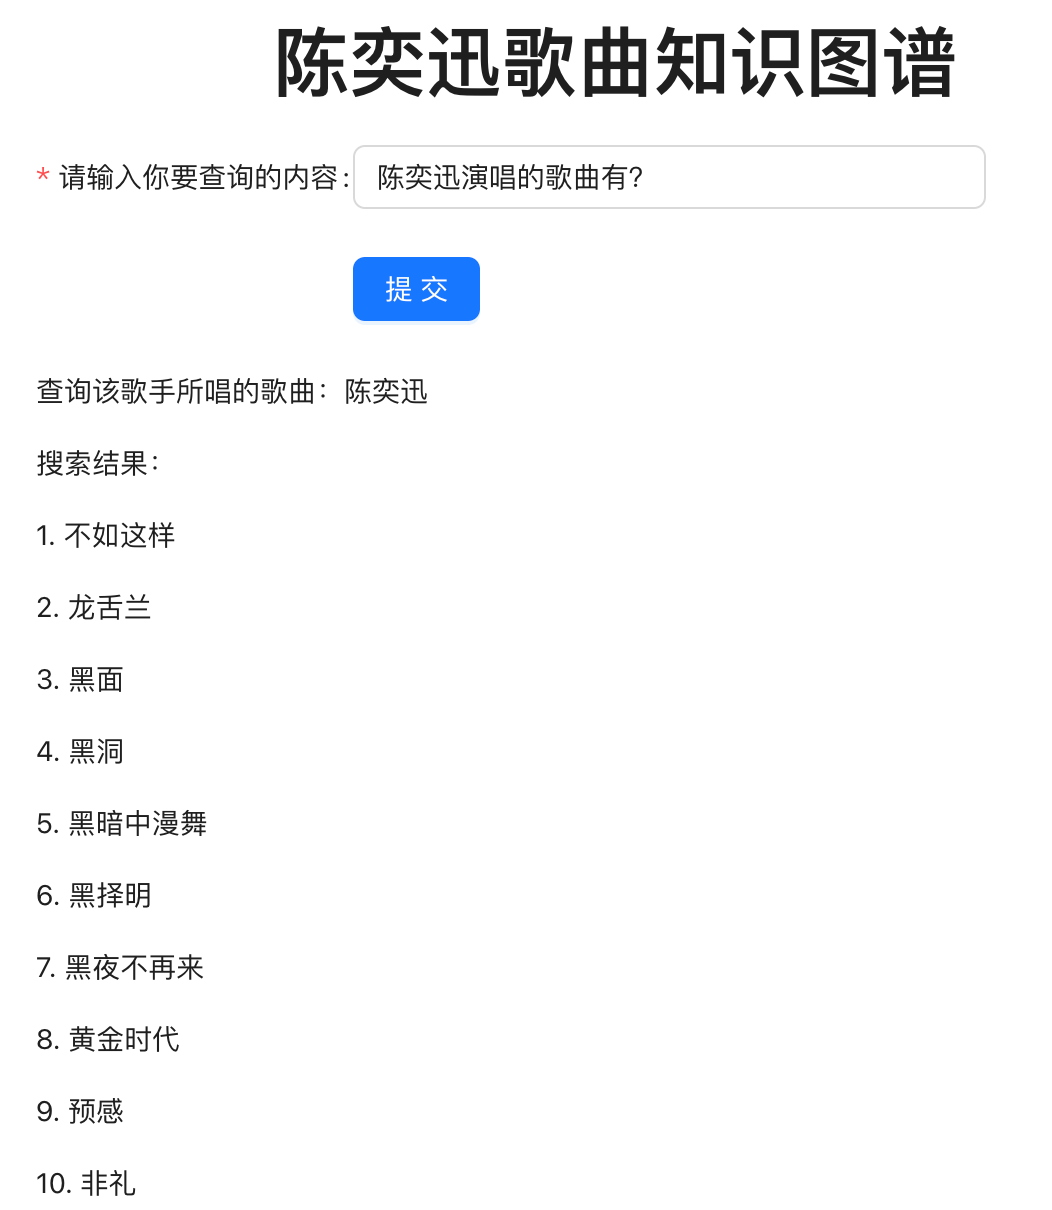 陈奕迅歌曲知识图谱
* 请输入你要查询的内容: 陈奕迅演唱的歌曲有?
提 交
查询该歌手所唱的歌曲：陈奕迅
搜索结果：
1. 不如这样
2. 龙舌兰
3. 黑面
4. 黑洞
5. 黑暗中漫舞
6. 黑择明
7. 黑夜不再来
8. 黄金时代
9. 预感
10. 非礼